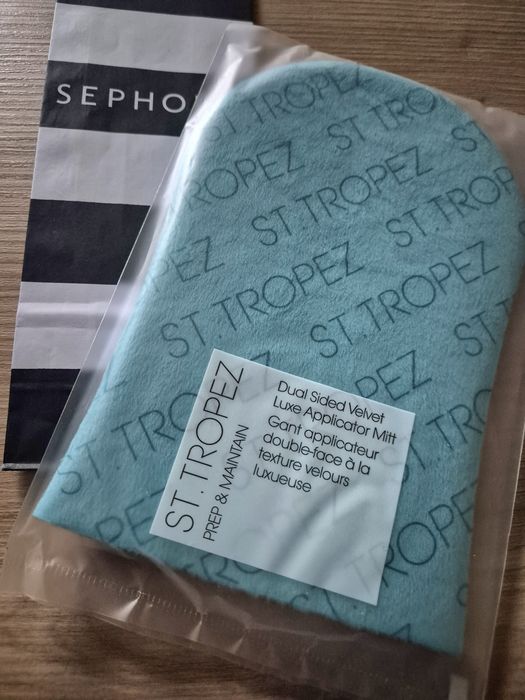 SEPHO
ST. TROPEZ
ST. TROPEZ
TROPEZ
ST. TROPEZ
ST. TROPEZ
ST. TROPEZ
ST. TROPEZ
Dual Sided Velvet
Luxe Applicator Mitt
Gant applicateur
double-face à la
texture velours
luxueuse
ST. TROPEZ
PREP & MAINTAIN